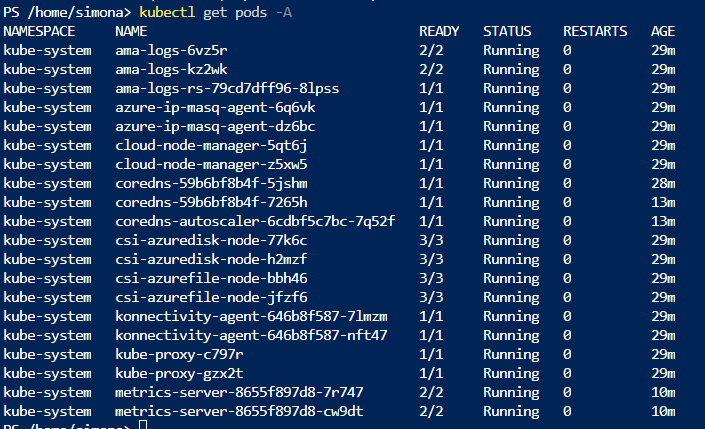 PS /home/simona> kubectl get pods -A
NAMESPACE NAME READY STATUS RESTARTS AGE
kube-system ama-logs-6vz5r 2/2 Running 0 29m
kube-system ama-logs-kz2wk 2/2 Running 0 29m
kube-system ama-logs-rs-79cd7dff96-8lpss 1/1 Running 0 29m
kube-system azure-ip-masq-agent-6q6vk 1/1 Running 0 29m
kube-system azure-ip-masq-agent-dz6bc 1/1 Running 0 29m
kube-system cloud-node-manager-5qt6j 1/1 Running 0 29m
kube-system cloud-node-manager-z5xw5 1/1 Running 0 29m
kube-system coredns-59b6bf8b4f-5jshm 1/1 Running 0 28m
kube-system coredns-59b6bf8b4f-7265h 1/1 Running 0 13m
kube-system coredns-autoscaler-6cdbf5c7bc-7q52f 1/1 Running 0 13m
kube-system csi-azuredisk-node-77k6c 3/3 Running 0 29m
kube-system csi-azuredisk-node-h2mzf 3/3 Running 0 29m
kube-system csi-azurefile-node-bbh46 3/3 Running 0 29m
kube-system csi-azurefile-node-jfzf6 3/3 Running 0 29m
kube-system konnectivity-agent-646b8f587-7lmzm 1/1 Running 0 29m
kube-system konnectivity-agent-646b8f587-nft47 1/1 Running 0 29m
kube-system kube-proxy-c797r 1/1 Running 0 29m
kube-system kube-proxy-gzx2t 1/1 Running 0 29m
kube-system metrics-server-8655f897d8-7r747 2/2 Running 0 10m
kube-system metrics-server-8655f897d8-cw9dt 2/2 Running 0 10m
PS /home/simona>